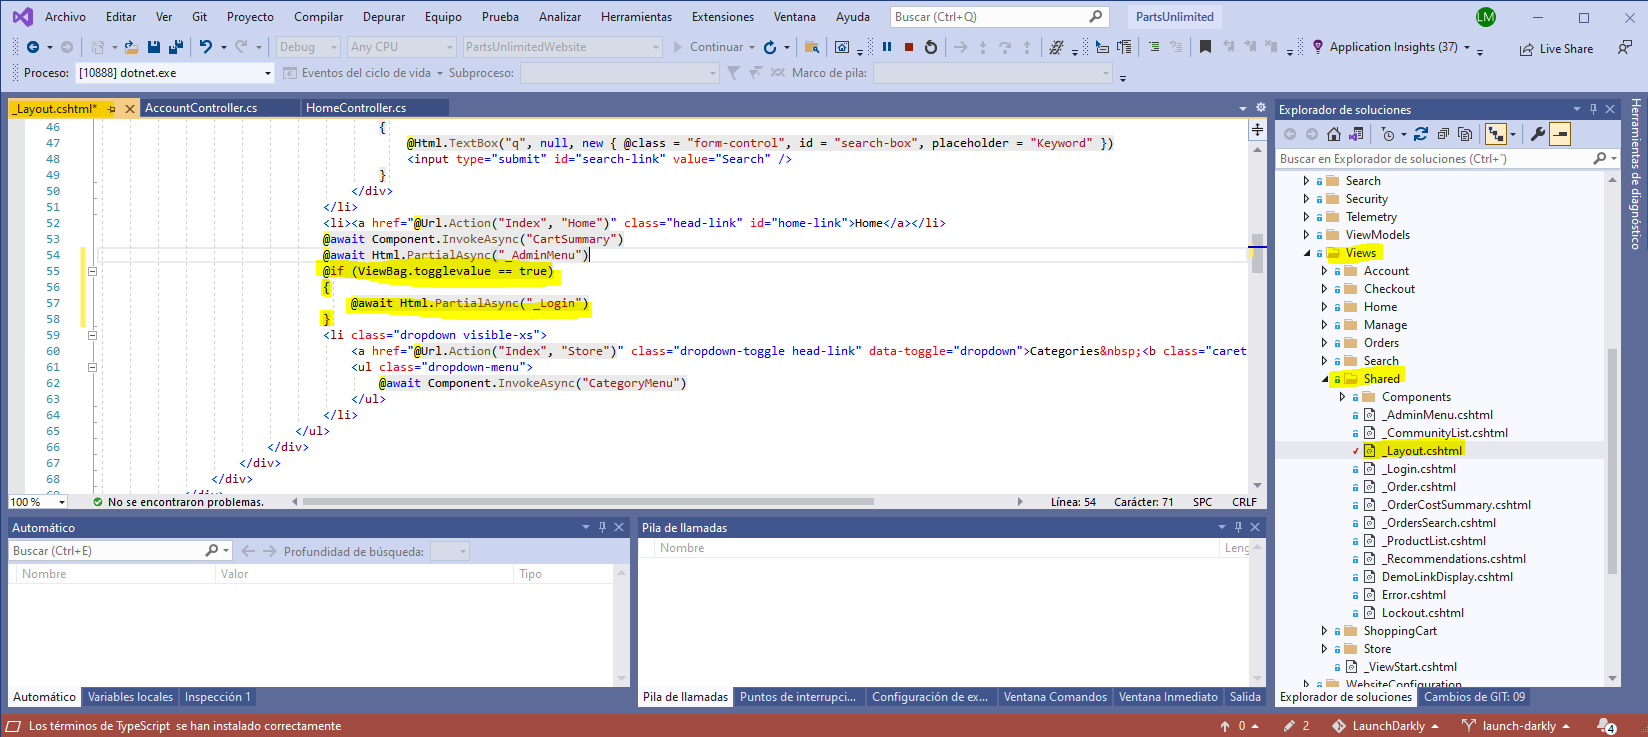 Archivo Editar Ver Git Proyecto Compilar Depurar Equipo Prueba Analizar Herramientas Extensiones Ventana Ayuda Buscar (Ctrl+Q) PartsUnlimited LM
Debug Any CPU PartsUnlimitedWebsite Continuar Application Insights (37) Live Share
Proceso: [10888] dotnet.exe Eventos del ciclo de vida Subproceso: Marco de pila:
_Layout.cshtml* AccountController.cs HomeController.cs
46 {
47 @Html.TextBox("q", null, new { @class = "form-control", id = "search-box", placeholder = "Keyword" })
48 <input type="submit" id="search-link" value="Search" />
49 }
50 </div>
51 </li>
52 <li><a href="@Url.Action("Index", "Home")" class="head-link" id="home-link">Home</a></li>
53 @await Component.InvokeAsync("CartSummary")
54 @await Html.PartialAsync("_AdminMenu")
55 @if (ViewBag.togglevalue == true)
56 {
57 @await Html.PartialAsync("_Login")
58 }
59 <li class="dropdown visible-xs">
60 <a href="@Url.Action("Index", "Store")" class="dropdown-toggle head-link" data-toggle="dropdown">Categories&nbsp;<b class="caret
61 <ul class="dropdown-menu">
62 @await Component.InvokeAsync("CategoryMenu")
63 </ul>
64 </li>
65 </ul>
66 </div>
67 </div>
68 </div>
69 </div>
100 % No se encontraron problemas. Línea: 54 Carácter: 71 SPC CRLF
Automático
Buscar (Ctrl+E) Profundidad de búsqueda:
Nombre Valor Tipo
Automático Variables locales Inspección 1
Pila de llamadas
Nombre Leng
Pila de llamadas Puntos de interrupci... Configuración de ex... Ventana Comandos Ventana Inmediato Salida
Explorador de soluciones
Buscar en Explorador de soluciones (Ctrl+´)
Search
Security
Telemetry
ViewModels
Views
Account
Checkout
Home
Manage
Orders
Search
Shared
Components
_AdminMenu.cshtml
_CommunityList.cshtml
_Layout.cshtml
_Login.cshtml
_Order.cshtml
_OrderCostSummary.cshtml
_OrdersSearch.cshtml
_ProductList.cshtml
_Recommendations.cshtml
DemoLinkDisplay.cshtml
Error.cshtml
Lockout.cshtml
ShoppingCart
Store
_ViewStart.cshtml
WebsiteConfiguration
Explorador de soluciones Cambios de GIT: 09
Herramientas de diagnóstico
Los términos de TypeScript se han instalado correctamente 0 2 LaunchDarkly launch-darkly 4